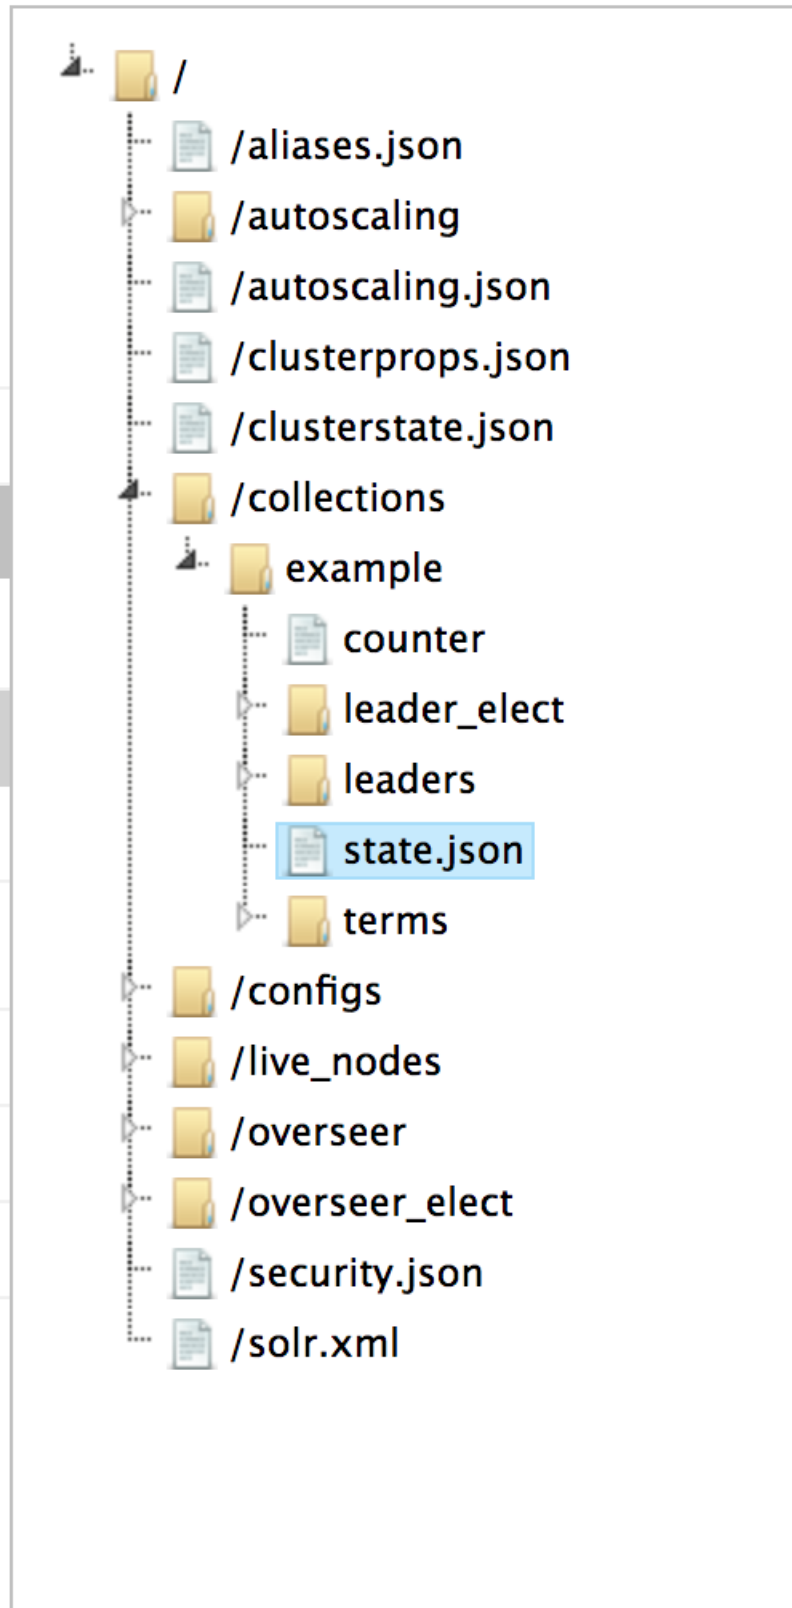 /
/aliases.json
/autoscaling
/autoscaling.json
/clusterprops.json
/clusterstate.json
/collections
example
counter
leader_elect
leaders
state.json
terms
/configs
/live_nodes
/overseer
/overseer_elect
/security.json
/solr.xml